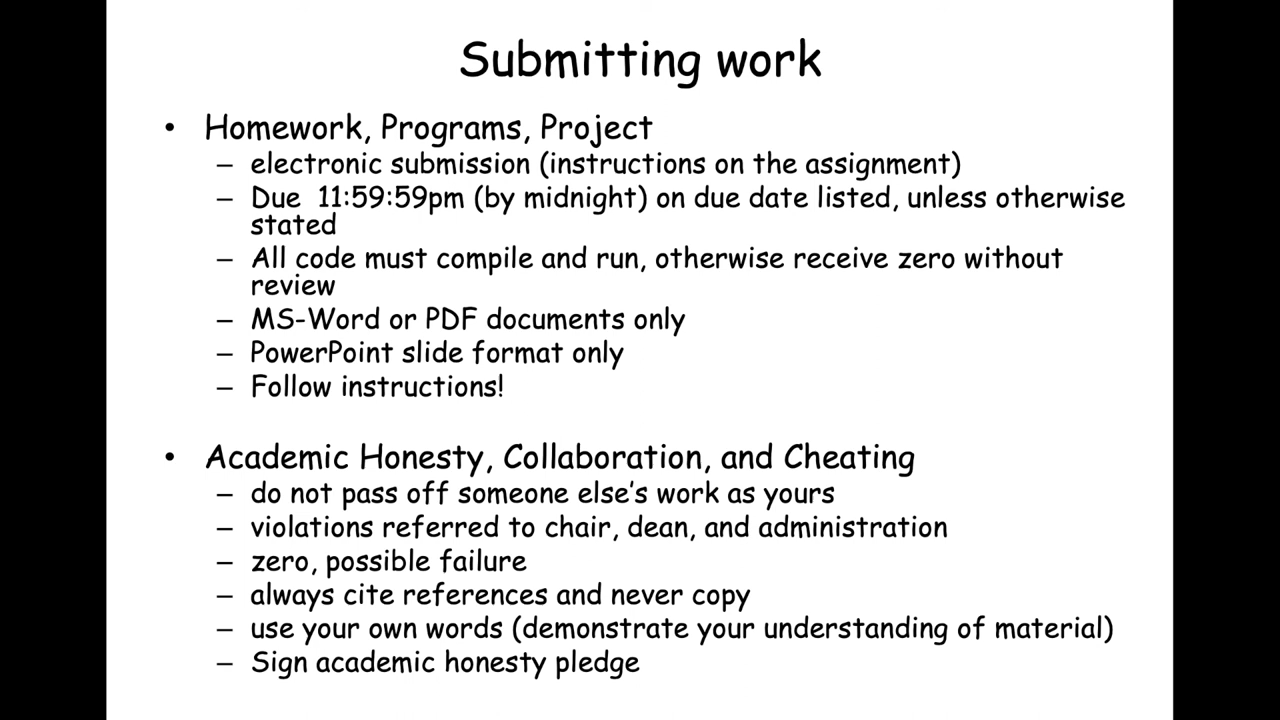 Submitting work
• Homework, Programs, Project
– electronic submission (instructions on the assignment)
– Due 11:59:59pm (by midnight) on due date listed, unless otherwise
stated
– All code must compile and run, otherwise receive zero without
review
– MS-Word or PDF documents only
– PowerPoint slide format only
– Follow instructions!
• Academic Honesty, Collaboration, and Cheating
– do not pass off someone else’s work as yours
– violations referred to chair, dean, and administration
– zero, possible failure
– always cite references and never copy
– use your own words (demonstrate your understanding of material)
– Sign academic honesty pledge